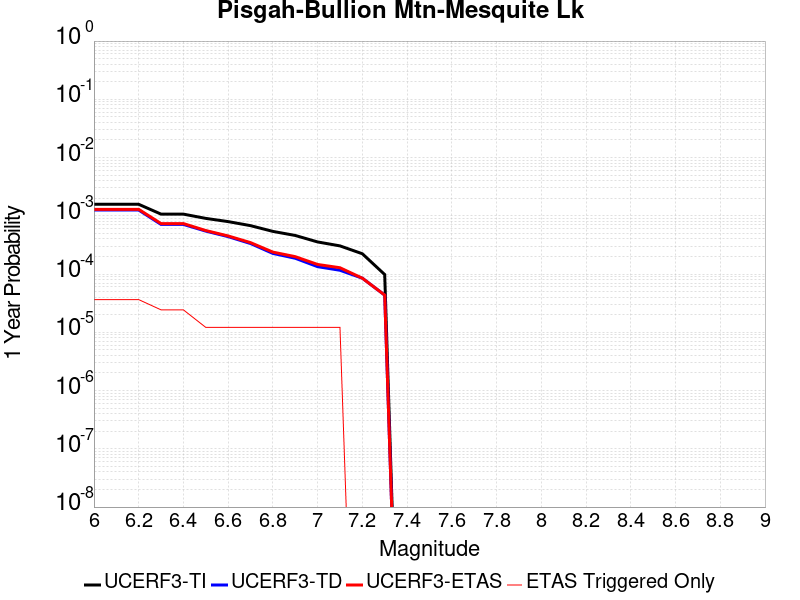 Pisgah-Bullion Mtn-Mesquite Lk
1 Year Probability
10^0
10^-1
10^-2
10^-3
10^-4
10^-5
10^-6
10^-7
10^-8
6 6.2 6.4 6.6 6.8 7 7.2 7.4 7.6 7.8 8 8.2 8.4 8.6 8.8 9
Magnitude
UCERF3-TI UCERF3-TD UCERF3-ETAS ETAS Triggered Only